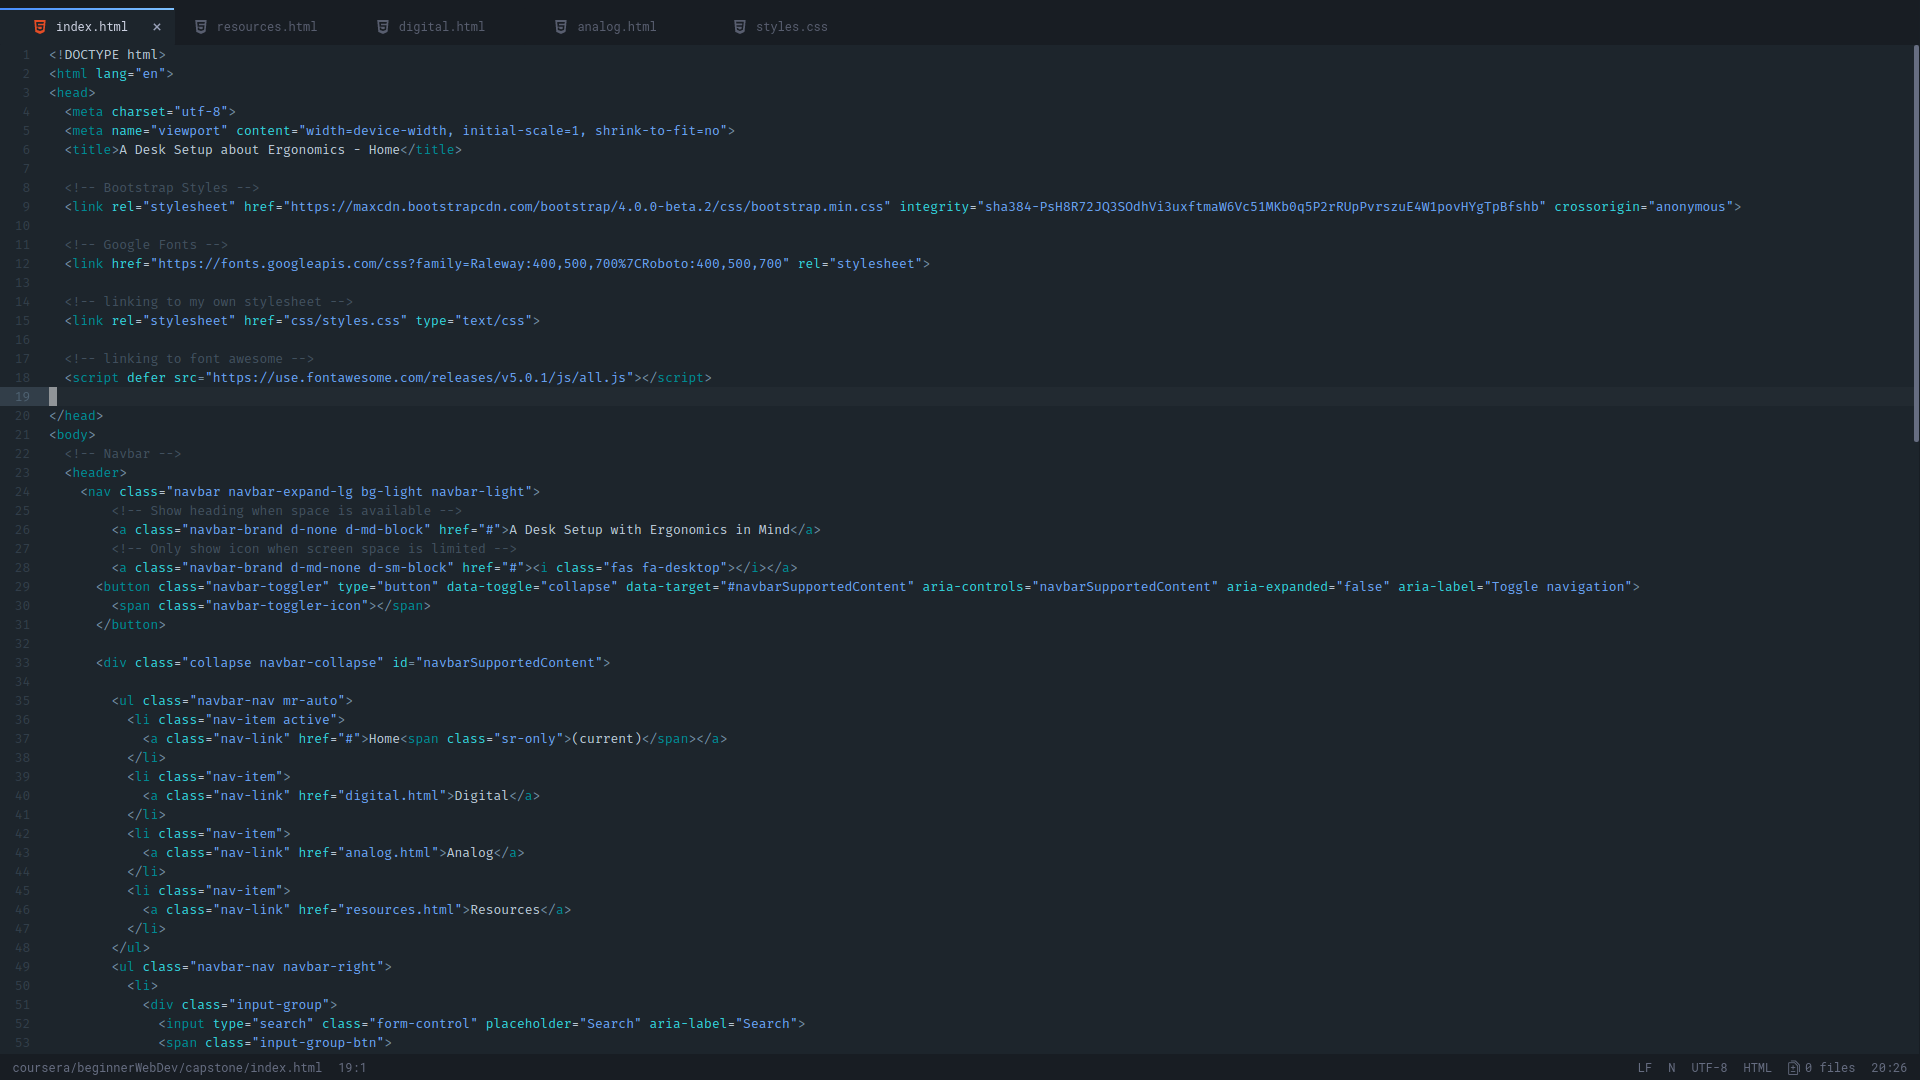 index.html × resources.html digital.html analog.html styles.css
1 <!DOCTYPE html>
2 <html lang="en">
3 <head>
4 <meta charset="utf-8">
5 <meta name="viewport" content="width=device-width, initial-scale=1, shrink-to-fit=no">
6 <title>A Desk Setup about Ergonomics - Home</title>
7
8 <!-- Bootstrap Styles -->
9 <link rel="stylesheet" href="https://maxcdn.bootstrapcdn.com/bootstrap/4.0.0-beta.2/css/bootstrap.min.css" integrity="sha384-PsH8R72JQ3SOdhVi3uxftmaW6Vc51MKb0q5P2rRUpPvrszuE4W1povHYgTpBfshb" crossorigin="anonymous">
10
11 <!-- Google Fonts -->
12 <link href="https://fonts.googleapis.com/css?family=Raleway:400,500,700%7CRoboto:400,500,700" rel="stylesheet">
13
14 <!-- linking to my own stylesheet -->
15 <link rel="stylesheet" href="css/styles.css" type="text/css">
16
17 <!-- linking to font awesome -->
18 <script defer src="https://use.fontawesome.com/releases/v5.0.1/js/all.js"></script>
19
20 </head>
21 <body>
22 <!-- Navbar -->
23 <header>
24 <nav class="navbar navbar-expand-lg bg-light navbar-light">
25 <!-- Show heading when space is available -->
26 <a class="navbar-brand d-none d-md-block" href="#">A Desk Setup with Ergonomics in Mind</a>
27 <!-- Only show icon when screen space is limited -->
28 <a class="navbar-brand d-md-none d-sm-block" href="#"><i class="fas fa-desktop"></i></a>
29 <button class="navbar-toggler" type="button" data-toggle="collapse" data-target="#navbarSupportedContent" aria-controls="navbarSupportedContent" aria-expanded="false" aria-label="Toggle navigation">
30 <span class="navbar-toggler-icon"></span>
31 </button>
32
33 <div class="collapse navbar-collapse" id="navbarSupportedContent">
34
35 <ul class="navbar-nav mr-auto">
36 <li class="nav-item active">
37 <a class="nav-link" href="#">Home<span class="sr-only">(current)</span></a>
38 </li>
39 <li class="nav-item">
40 <a class="nav-link" href="digital.html">Digital</a>
41 </li>
42 <li class="nav-item">
43 <a class="nav-link" href="analog.html">Analog</a>
44 </li>
45 <li class="nav-item">
46 <a class="nav-link" href="resources.html">Resources</a>
47 </li>
48 </ul>
49 <ul class="navbar-nav navbar-right">
50 <li>
51 <div class="input-group">
52 <input type="search" class="form-control" placeholder="Search" aria-label="Search">
53 <span class="input-group-btn">
coursera/beginnerWebDev/capstone/index.html 19:1 LF N UTF-8 HTML 0 files 20:26